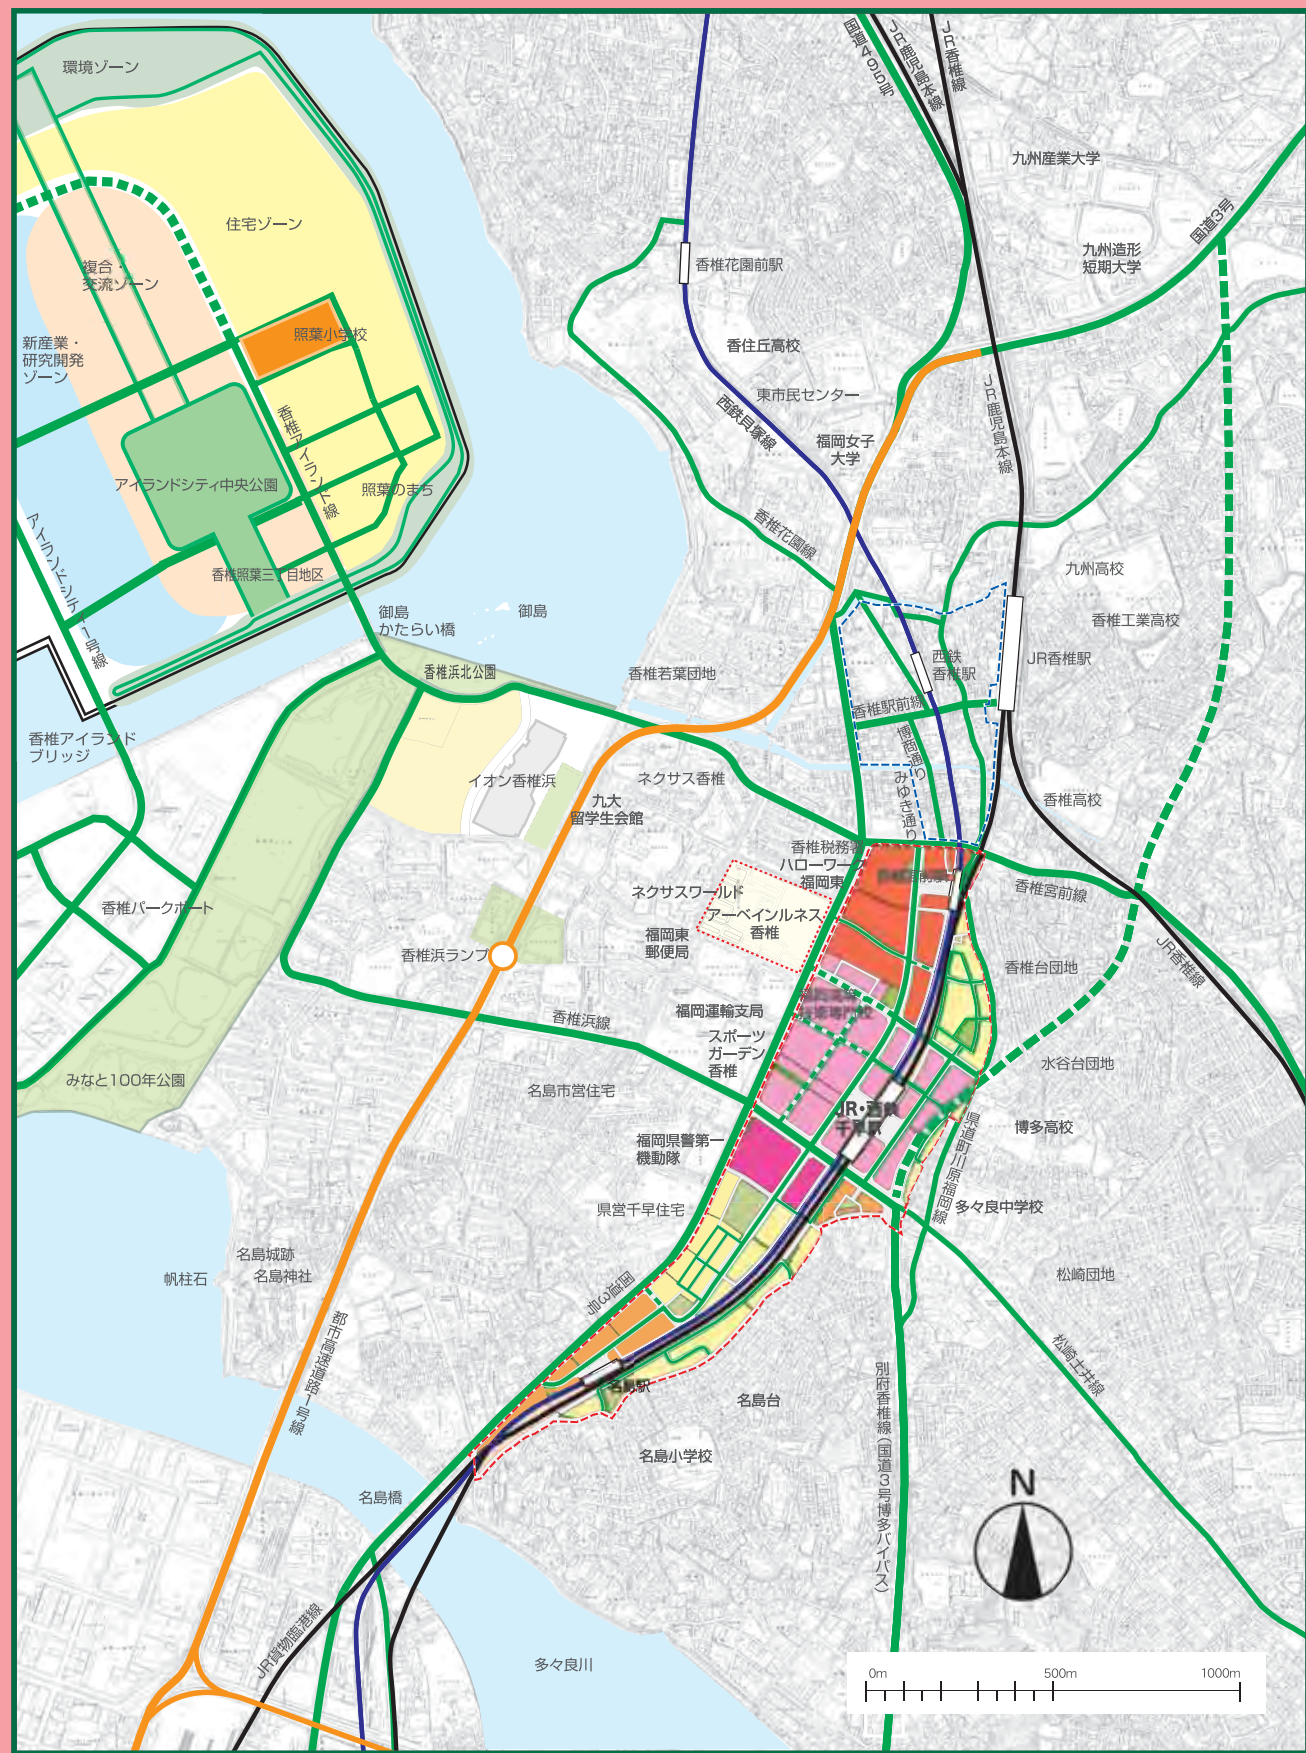 環境ゾーン
住宅ゾーン
複合・
交流ゾーン
新産業・
研究開発
ゾーン
照葉小学校
香椎アイランド線
アイランドシティ中央公園
照葉のまち
アイランドシティ1号線
香椎照葉三丁目地区
御島
かたらい橋
御島
香椎浜北公園
香椎アイランド
ブリッジ
国道495号
JR鹿児島本線
JR香椎線
九州産業大学
国道3号
九州造形
短期大学
香椎花園前駅
香住丘高校
東市民センター
西鉄貝塚線
福岡女子
大学
JR鹿児島本線
香椎花園線
九州高校
香椎工業高校
JR香椎駅
西鉄
香椎駅
香椎若葉団地
香椎駅前線
博商通り
みゆき通り
イオン香椎浜
ネクサス香椎
九大
留学生会館
香椎高校
香椎税務署
ハローワーク
福岡東
香椎宮前線
ネクサスワールド
アーベインルネス
香椎
福岡東
郵便局
香椎パークポート
香椎浜ランプ
香椎台団地
JR香椎線
香椎浜線
福岡運輸支局
スポーツ
ガーデン
香椎
水谷台団地
みなと100年公園
名島市営住宅
JR・西鉄
千早駅
博多高校
県道町川原福岡線
福岡県警第一
機動隊
県営千早住宅
多々良中学校
名島城跡
名島神社
帆柱石
国道3号
松崎団地
都市高速道路1号線
松崎土井線
名島駅
名島台
別府香椎線(国道3号博多バイパス)
名島小学校
名島橋
N
JR貨物臨港線
多々良川
0m
500m
1000m